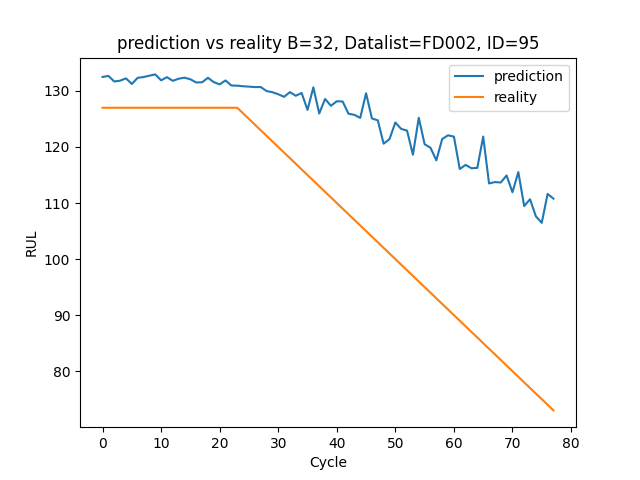 prediction vs reality B=32, Datalist=FD002, ID=95
prediction
reality
130
120
110
100
90
80
RUL
0 10 20 30 40 50 60 70 80
Cycle